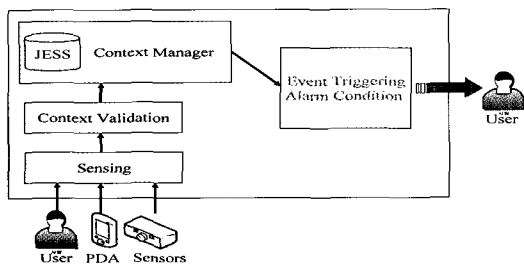 JESS
Context Manager
Event Triggering
Alarm Condition
Context Validation
User
Sensing
User
PDA
Sensors